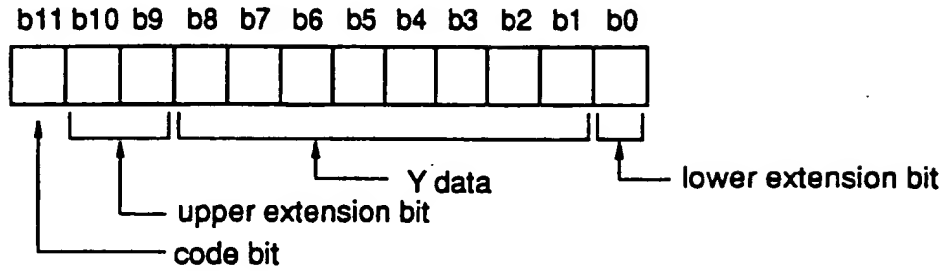 b11 b10 b9 b8 b7 b6 b5 b4 b3 b2 b1 b0
Y data
lower extension bit
upper extension bit
code bit